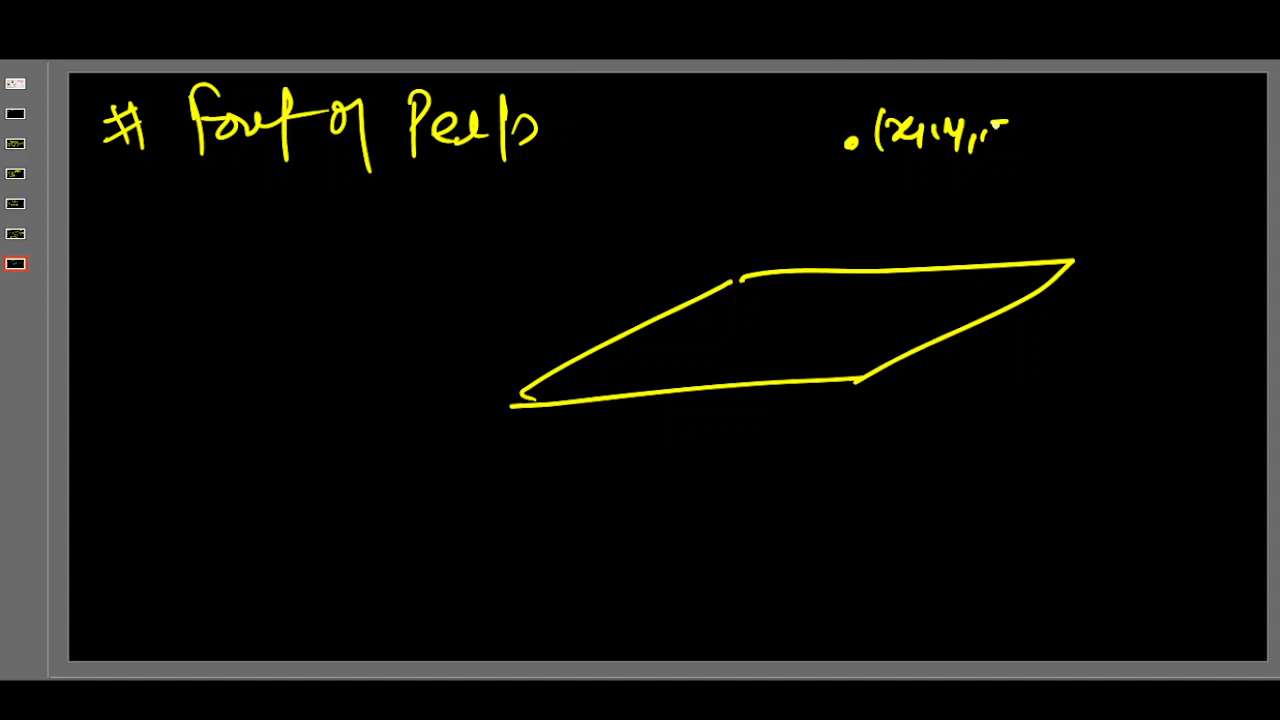 # Foot of Perp
(x1, y1,